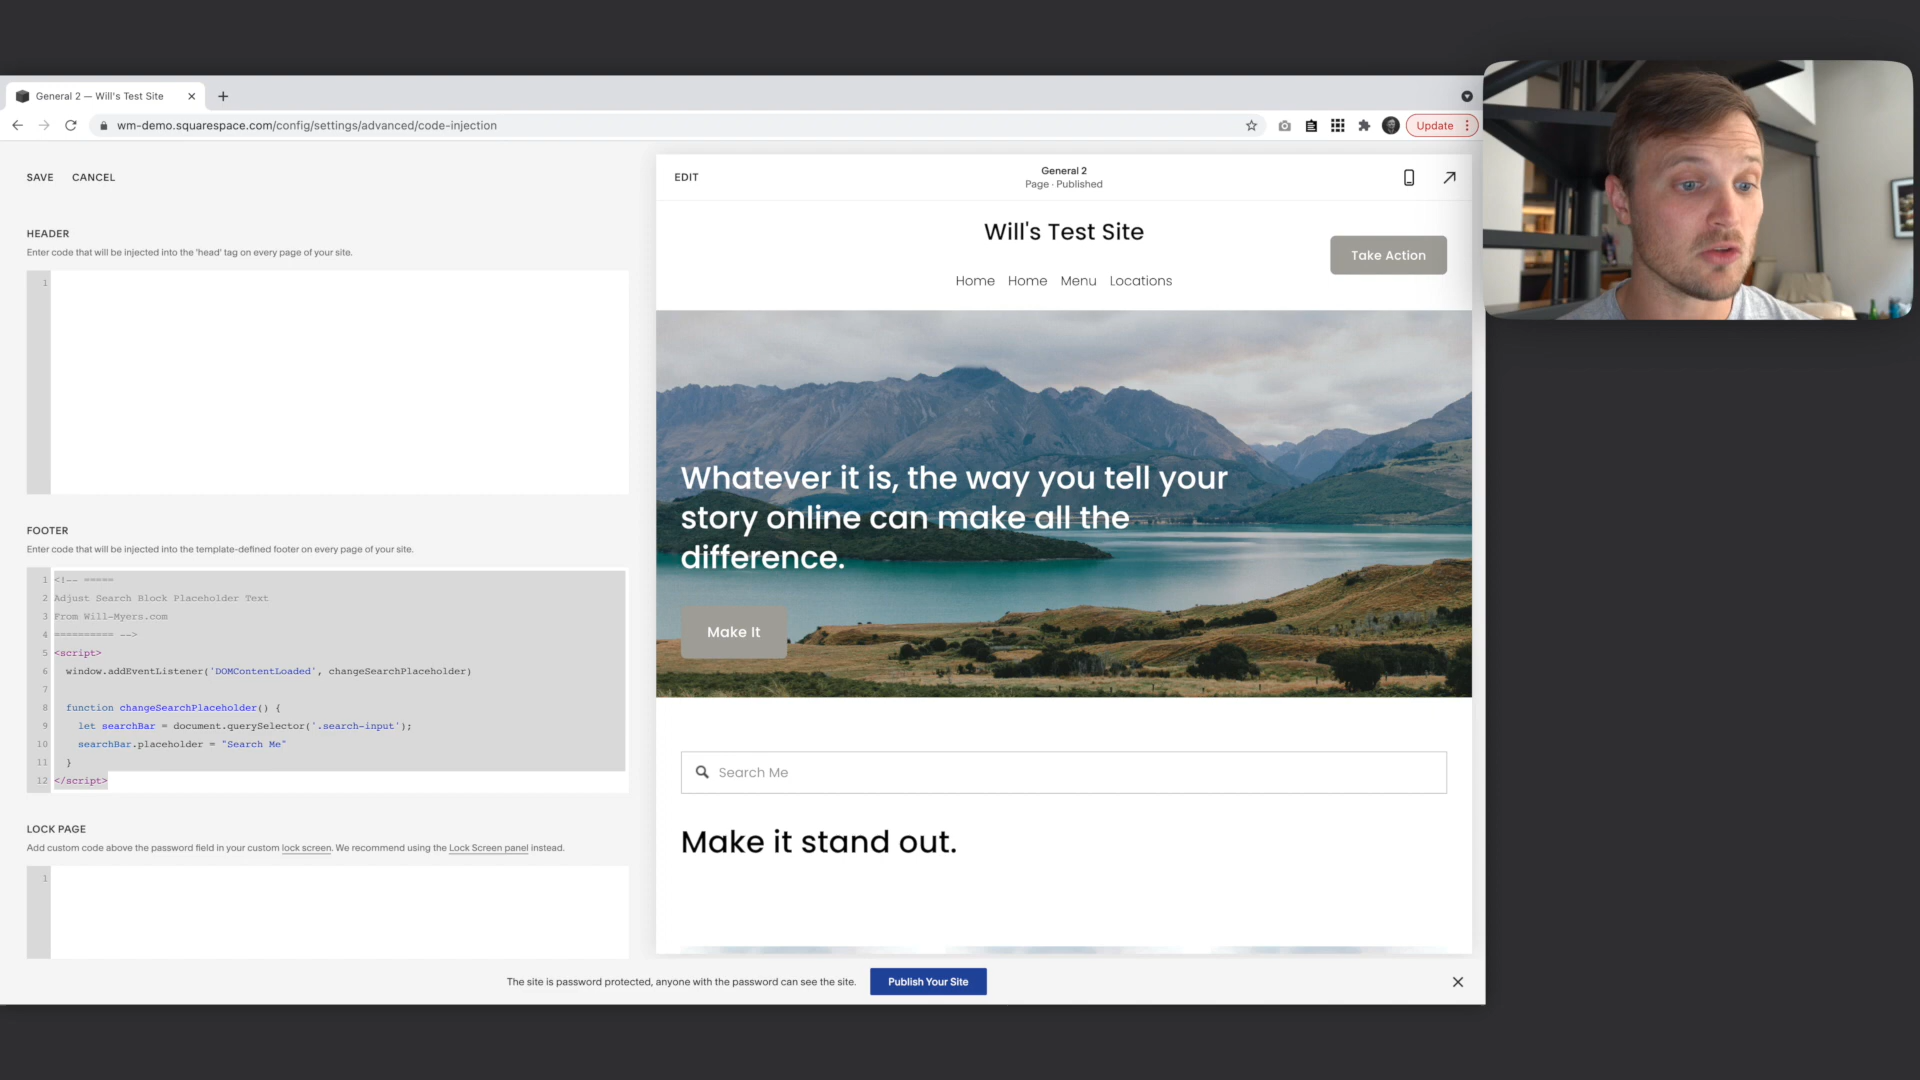 General 2 — Will's Test Site
wm-demo.squarespace.com/config/settings/advanced/code-injection
Update
SAVE CANCEL
HEADER
Enter code that will be injected into the 'head' tag on every page of your site.
1
FOOTER
Enter code that will be injected into the template-defined footer on every page of your site.
1 <!-- =====
2 Adjust Search Block Placeholder Text
3 From Will-Myers.com
4 ========== -->
5 <script>
6 window.addEventListener('DOMContentLoaded', changeSearchPlaceholder)
7
8 function changeSearchPlaceholder() {
9 let searchBar = document.querySelector('.search-input');
10 searchBar.placeholder = "Search Me"
11 }
12 </script>
LOCK PAGE
Add custom code above the password field in your custom lock screen. We recommend using the Lock Screen panel instead.
1
EDIT
General 2
Page · Published
Will's Test Site
Home Home Menu Locations
Take Action
Whatever it is, the way you tell your
story online can make all the
difference.
Make It
Search Me
Make it stand out.
The site is password protected, anyone with the password can see the site.
Publish Your Site